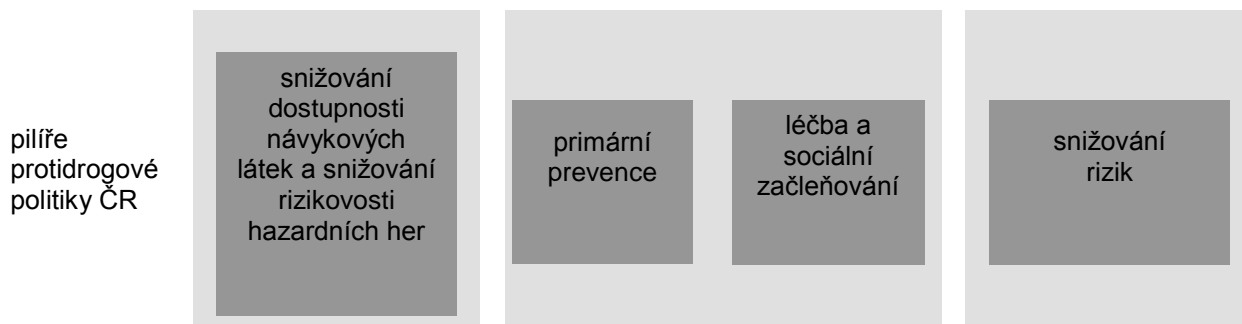 pilíře
protidrogové
politiky ČR
snižování
dostupnosti
návykových
látek a snižování
rizikovosti
hazardních her
primární
prevence
léčba a
sociální
začleňování
snižování
rizik